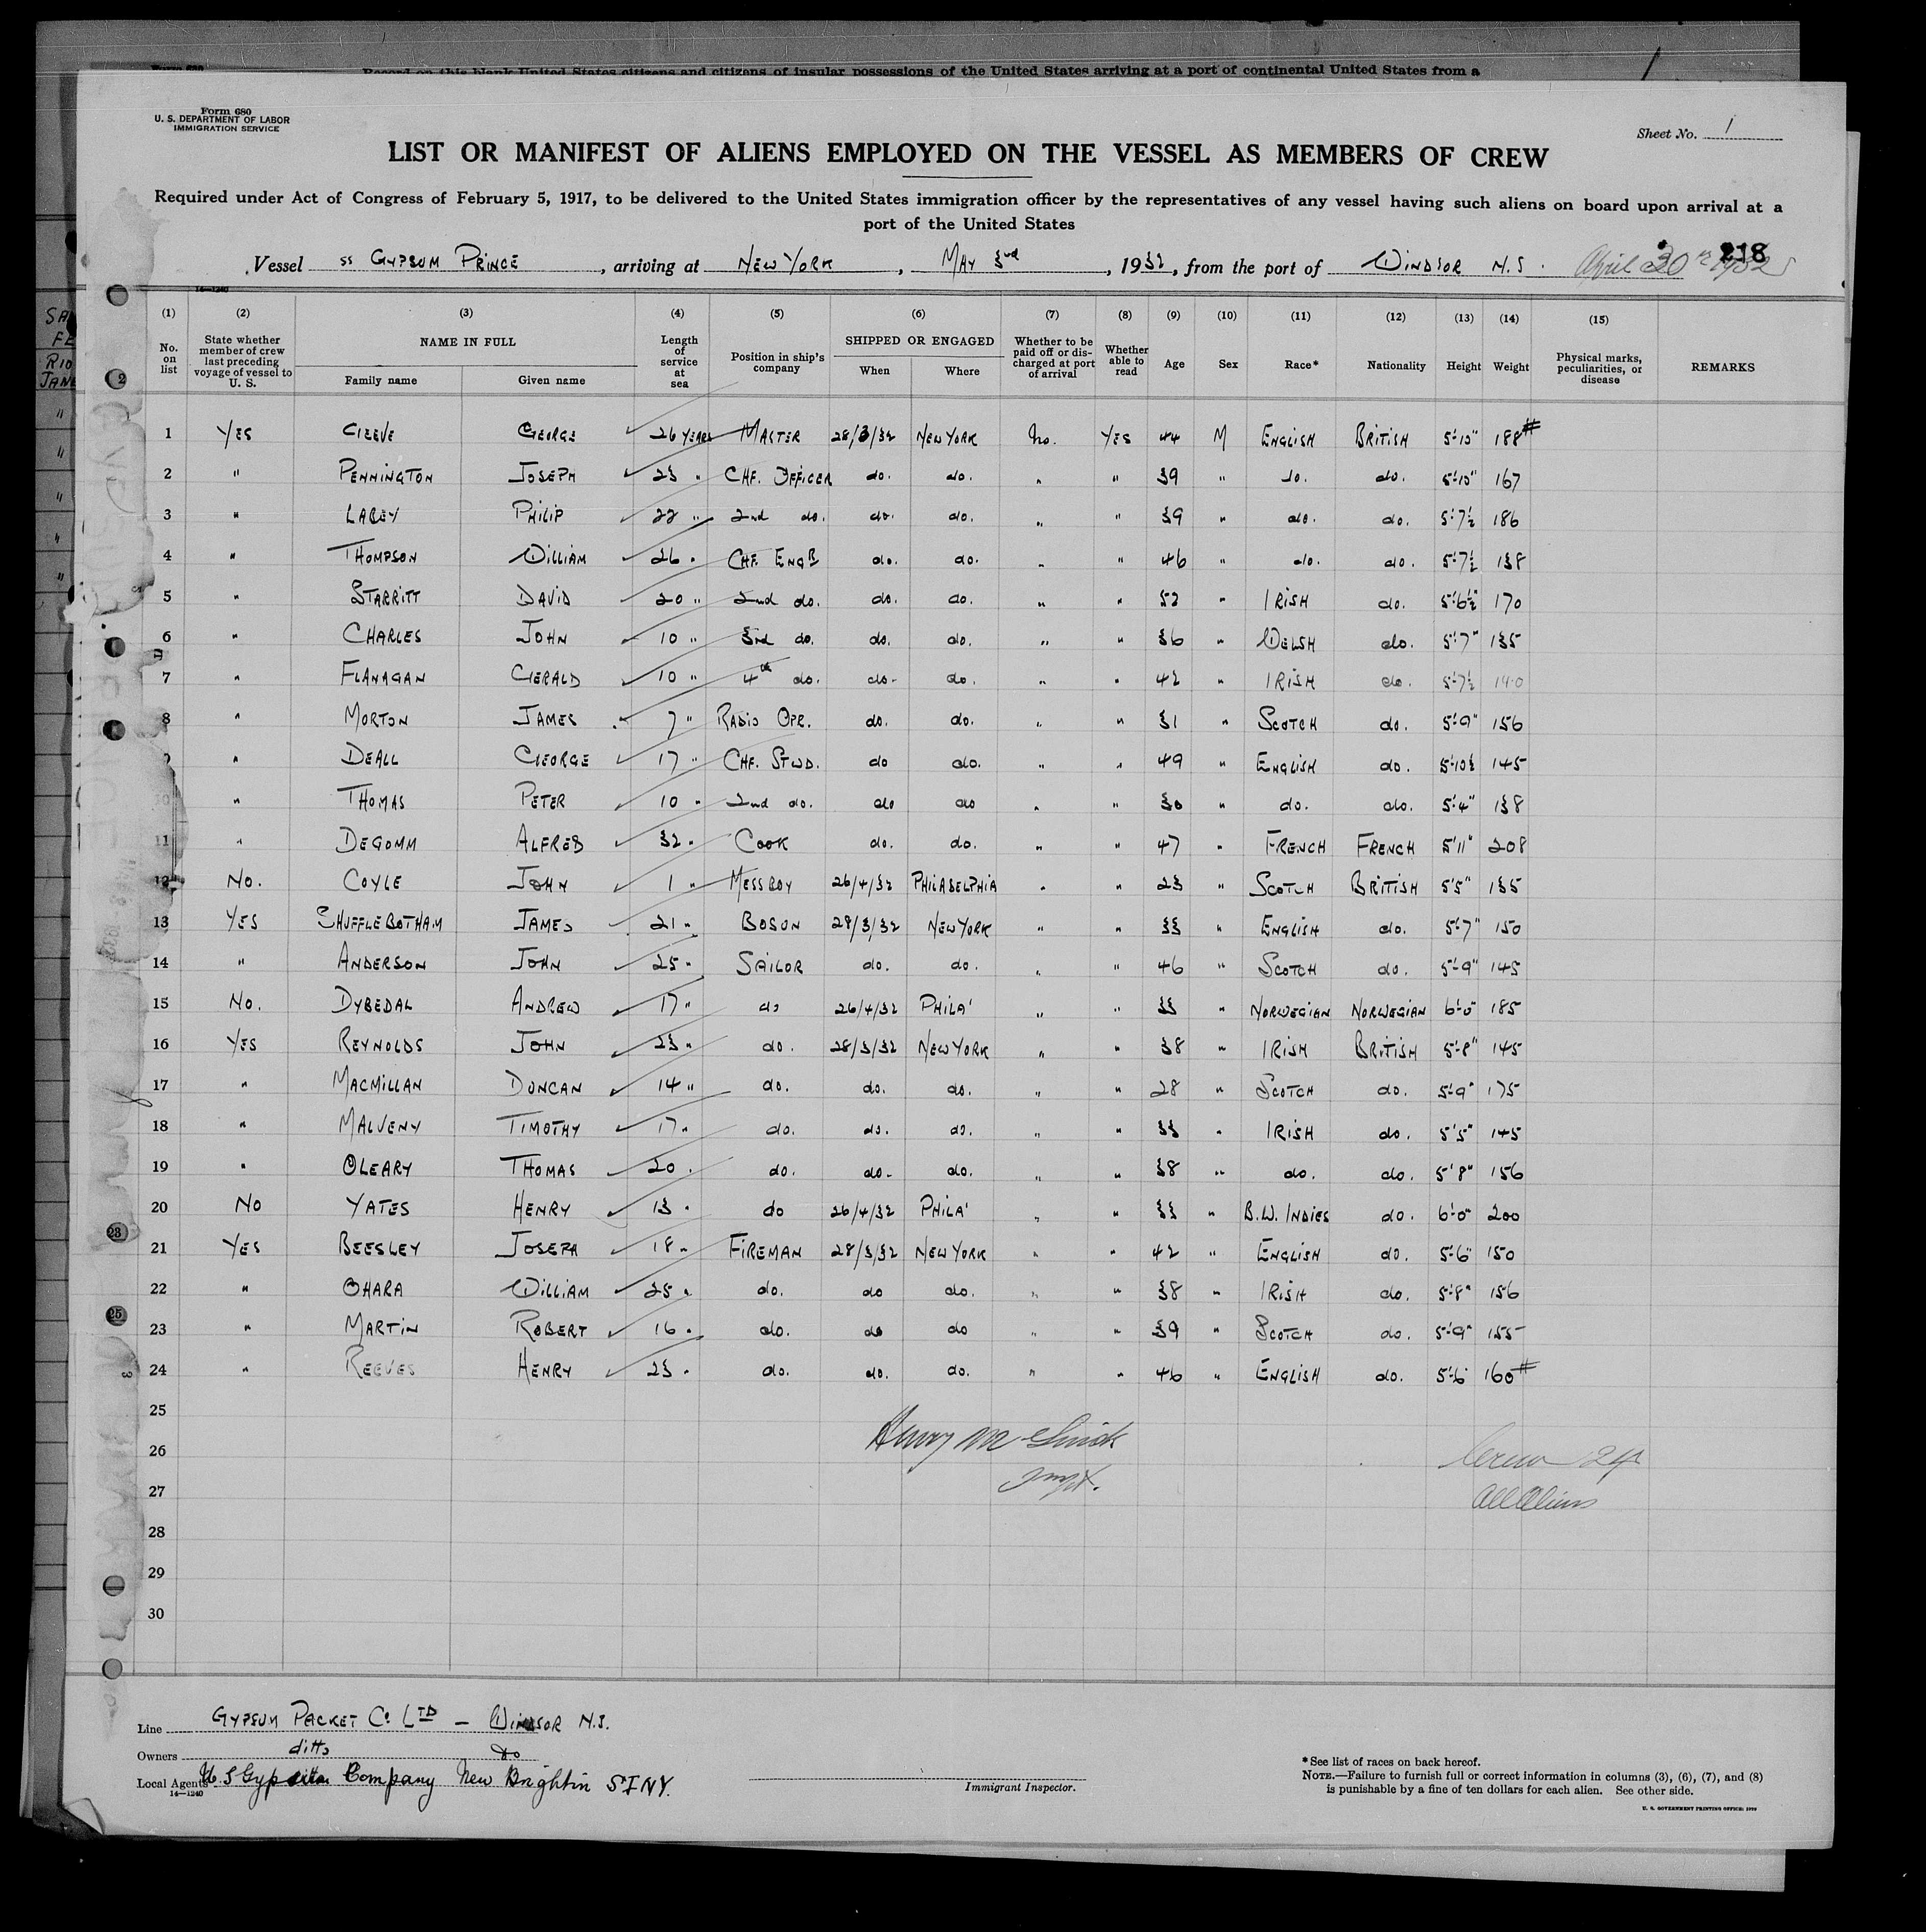 Record on this blank United States citizens and citizens of insular possessions of the United States arriving at a port of continental United States from a
Form 680
U. S. DEPARTMENT OF LABOR
IMMIGRATION SERVICE
Sheet No. 1
LIST OR MANIFEST OF ALIENS EMPLOYED ON THE VESSEL AS MEMBERS OF CREW
Required under Act of Congress of February 5, 1917, to be delivered to the United States immigration officer by the representatives of any vessel having such aliens on board upon arrival at a
port of the United States
218
Vessel SS GYPSUM PRINCE, arriving at NEW YORK, MAY 3rd, 1932, from the port of WINDSOR N.S. April 30th 1932
14—1240
(1) (2) (3) (4) (5) (6) (7) (8) (9) (10) (11) (12) (13) (14) (15)
No. on list | State whether member of crew last preceding voyage of vessel to U. S. | NAME IN FULL | Family name | Given name | Length of service at sea | Position in ship's company | SHIPPED OR ENGAGED | When | Where | Whether to be paid off or discharged at port of arrival | Whether able to read | Age | Sex | Race* | Nationality | Height | Weight | Physical marks, peculiarities, or disease | REMARKS
1 YES CLEEVE GEORGE 26 YEARS MASTER 28/3/32 NEW YORK No. YES 44 M ENGLISH BRITISH 5'-10" 188#
2 " PENNINGTON JOSEPH 23 " CHF. OFFICER do. do. " " 39 " do. do. 5'-10" 167
3 " LACEY PHILIP 22 " 2nd do. do. do. " " 39 " do. do. 5'-7½ 186
4 " THOMPSON WILLIAM 26 " CHF. ENGR do. do. " " 46 " do. do. 5'-7½ 138
5 " STARRITT DAVID 20 " 2nd do. do. do. " " 52 " IRISH do. 5'-6½" 170
6 " CHARLES JOHN 10 " 3rd do. do. do. " " 36 " WELSH do. 5'-7" 135
7 " FLANAGAN GERALD 10 " 4th do. do. do. " " 42 " IRISH do. 5'-7½ 140
8 " MORTON JAMES 7 " RADIO OPR. do. do. " " 31 " SCOTCH do. 5'-9" 156
9 " DEALL GEORGE 17 " CHF. STWD. do do. " " 49 " ENGLISH do. 5'-10½ 145
10 " THOMAS PETER 10 " 2nd do. do do " " 30 " do. do. 5'-4" 138
11 " DEGOMM ALFRED 32 " COOK do. do. " " 47 " FRENCH FRENCH 5'11" 208
12 No. COYLE JOHN 1 " MESSBOY 26/4/32 PHILADELPHIA " " 23 " SCOTCH BRITISH 5'5" 135
13 YES SHUFFLEBOTHAM JAMES 21 " BOSON 28/3/32 NEW YORK " " 33 " ENGLISH do. 5'-7" 150
14 " ANDERSON JOHN 25 " SAILOR do. do. " " 46 " SCOTCH do. 5'-9" 145
15 No. DYBEDAL ANDREW 17 " do 26/4/32 PHILA' " " 33 " NORWEGIAN NORWEGIAN 6'-0" 185
16 YES REYNOLDS JOHN 23 " do. 28/3/32 NEW YORK " " 38 " IRISH BRITISH 5'-8" 145
17 " MACMILLAN DUNCAN 14 " do. do. do. " " 28 " SCOTCH do. 5'-9" 175
18 " MALVENY TIMOTHY 17 " do. do. do. " " 33 " IRISH do. 5'5" 145
19 " OLEARY THOMAS 20 " do. do. do. " " 38 " do. do. 5'8" 156
20 No YATES HENRY 13 " do 26/4/32 PHILA' " " 33 " B.W. INDIES do. 6'-0" 200
21 YES BEESLEY JOSEPH 18 " FIREMAN 28/3/32 NEW YORK " " 42 " ENGLISH do. 5'-6" 150
22 " OHARA WILLIAM 25 " do. do do. " " 38 " IRISH do. 5'-8" 156
23 " MARTIN ROBERT 16 " do. do do " " 39 " SCOTCH do. 5'-9" 155
24 " REEVES HENRY 23 " do. do. do. " " 46 " ENGLISH do. 5'-6" 160#
25
26
27
28
29
30
Crew 24
All Aliens
Line GYPSUM PACKET Co LTD — WINDSOR N.S.
Owners ditto do
Local Agents U S Gypsum Company New Brighton S.I N.Y.
14—1240
Immigrant Inspector.
*See list of races on back hereof.
NOTE.—Failure to furnish full or correct information in columns (3), (6), (7), and (8)
is punishable by a fine of ten dollars for each alien. See other side.